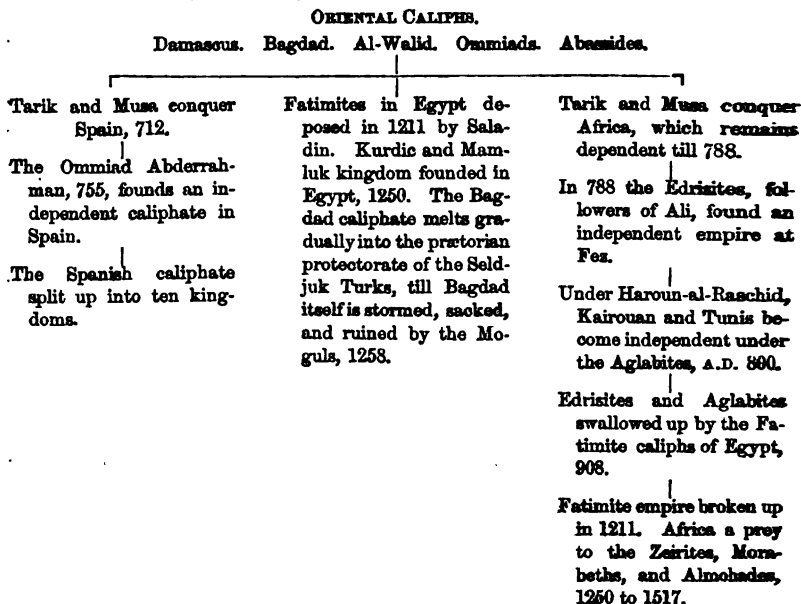 ORIENTAL CALIPHS.
Damascus. Bagdad. Al-Walid. Ommiads. Abassides.
Tarik and Musa conquer
Spain, 712.
The Ommiad Abderrah-
man, 755, founds an in-
dependent caliphate in
Spain.
The Spanish caliphate
split up into ten king-
doms.
Fatimites in Egypt de-
posed in 1211 by Sala-
din. Kurdic and Mam-
luk kingdom founded in
Egypt, 1250. The Bag-
dad caliphate melts gra-
dually into the prætorian
protectorate of the Seld-
juk Turks, till Bagdad
itself is stormed, sacked,
and ruined by the Mo-
guls, 1258.
Tarik and Musa conquer
Africa, which remains
dependent till 788.
In 788 the Edrisites, fol-
lowers of Ali, found an
independent empire at
Fez.
Under Haroun-al-Raschid,
Kairouan and Tunis be-
come independent under
the Aglabites, A.D. 800.
Edrisites and Aglabites
swallowed up by the Fa-
timite caliphs of Egypt,
908.
Fatimite empire broken up
in 1211. Africa a prey
to the Zeirites, Mora-
beths, and Almohades,
1250 to 1517.